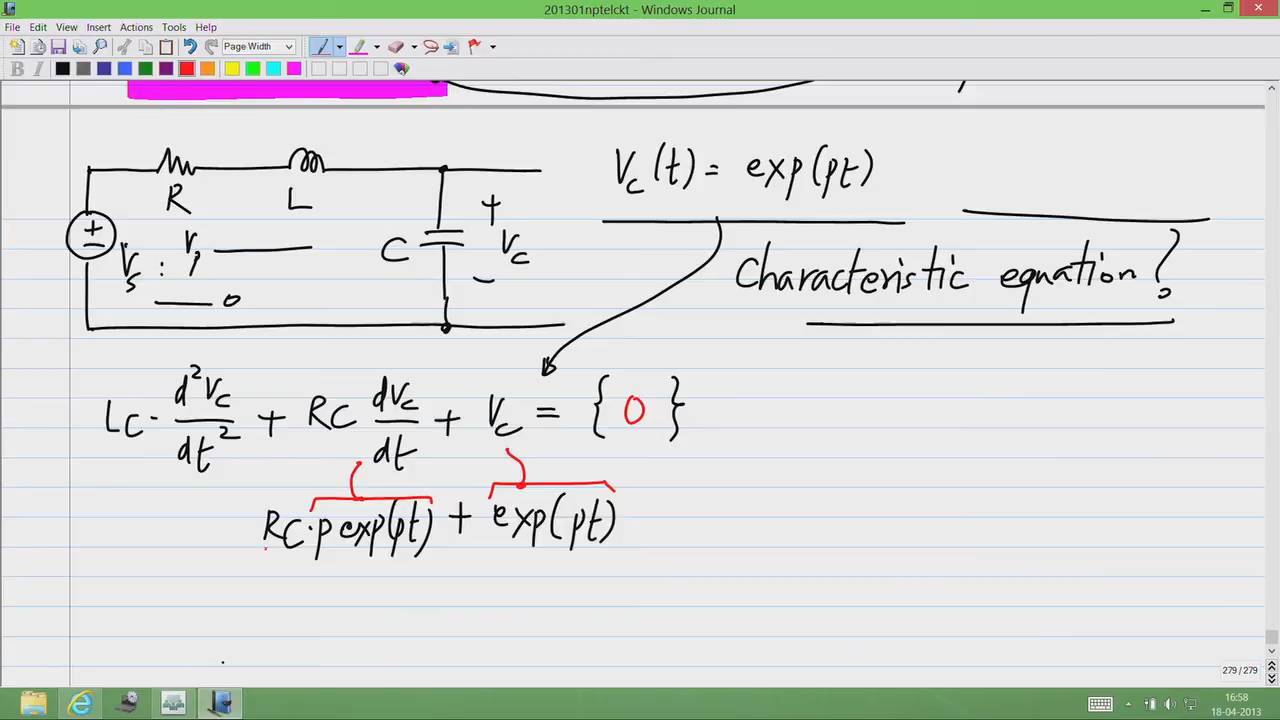 201301nptelckt - Windows Journal
File Edit View Insert Actions Tools Help
Page Width
B I
R L
+
−
Vs : V1
0
C
+
Vc
−
Vc(t) = exp(pt)
Characteristic equation?
LC· d²Vc/dt² + RC dVc/dt + Vc = { 0 }
RC·p exp(pt) + exp(pt)
279 / 279
16:58
18-04-2013